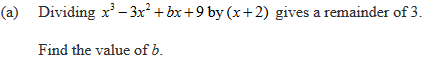 (a) Dividing x³ – 3x² + bx + 9 by (x + 2) gives a remainder of 3.
Find the value of b.